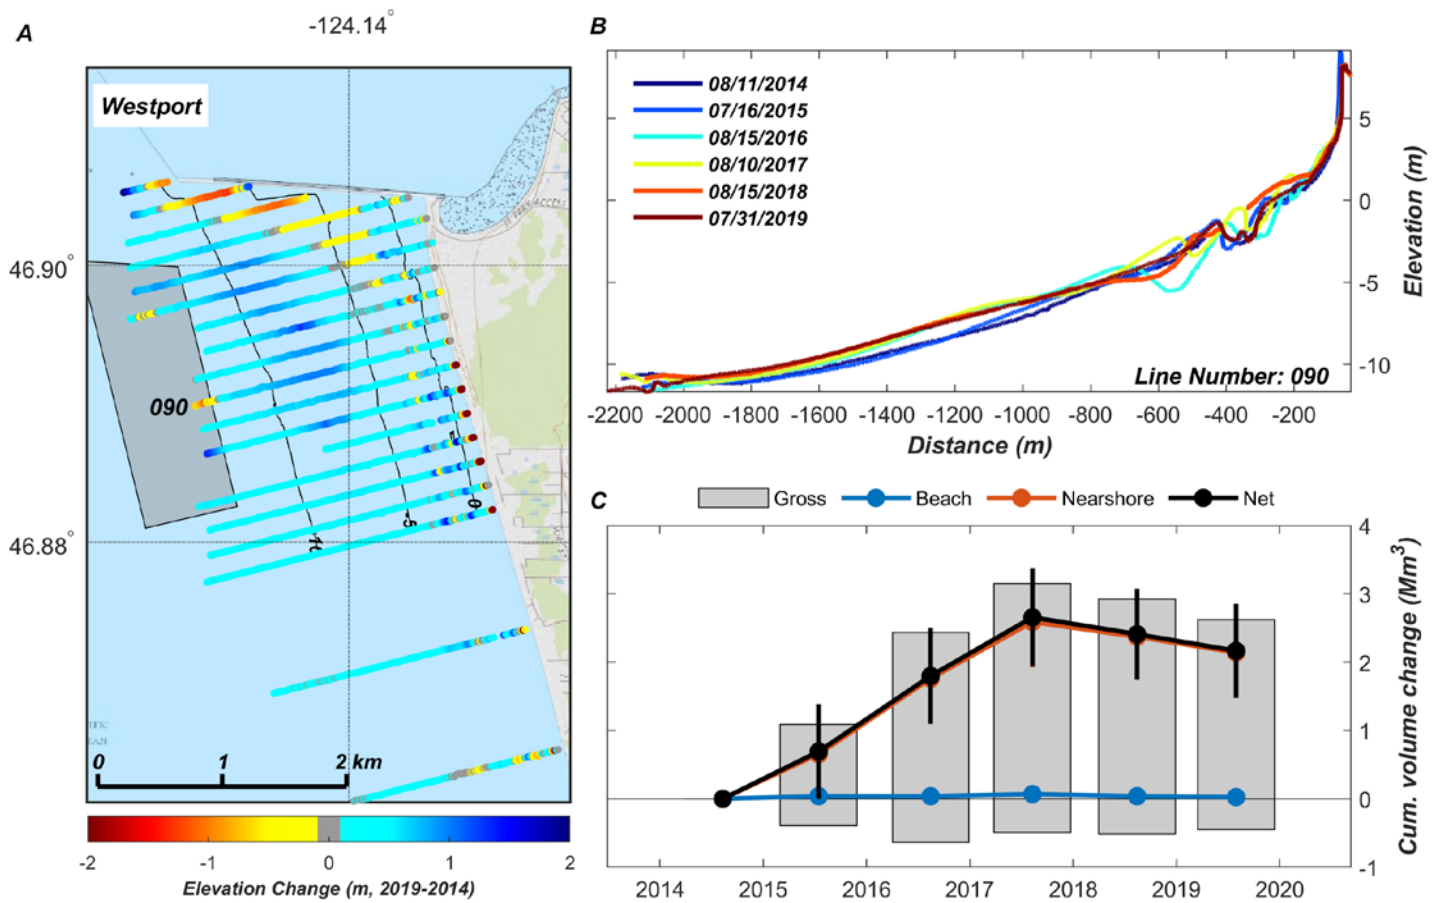 A
-124.14°
Westport
46.90°
090
46.88°
0
-5
0 1 2 km
-2 -1 0 1 2
Elevation Change (m, 2019-2014)
B
08/11/2014
07/16/2015
08/15/2016
08/10/2017
08/15/2018
07/31/2019
5
0
-5
-10
Elevation (m)
Line Number: 090
-2200 -2000 -1800 -1600 -1400 -1200 -1000 -800 -600 -400 -200
Distance (m)
C
Gross Beach Nearshore Net
4
3
2
1
0
-1
Cum. volume change (Mm³)
2014 2015 2016 2017 2018 2019 2020